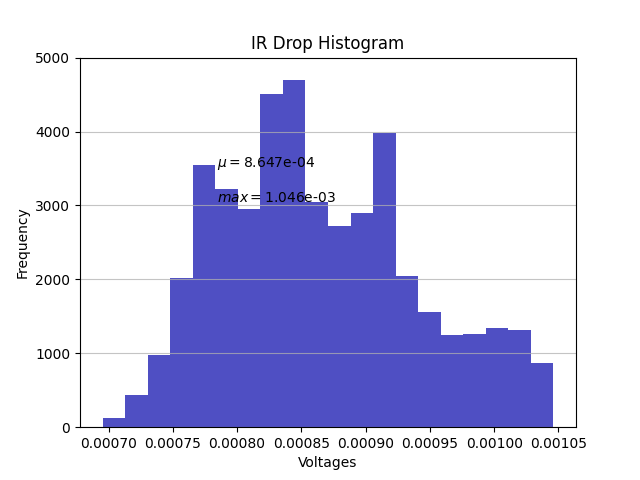 IR Drop Histogram
5000
4000
3000
2000
1000
0
Frequency
μ = 8.647e-04
max = 1.046e-03
0.00070 0.00075 0.00080 0.00085 0.00090 0.00095 0.00100 0.00105
Voltages